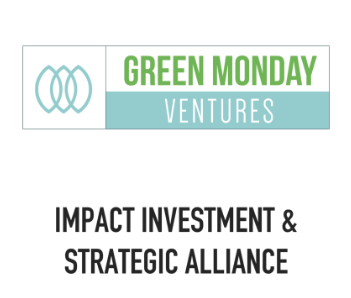 GREEN MONDAY
VENTURES
IMPACT INVESTMENT &
STRATEGIC ALLIANCE